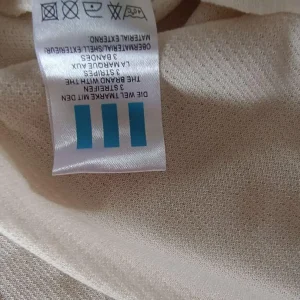 DIE WELTMARKE MIT DEN
3 STREIFEN
THE BRAND WITH THE
3 STRIPES
LA MARQUE AUX
3 BANDES
OBERMATERIAL/SHELL/EXTERIEUR/
MATERIAL EXTERNO